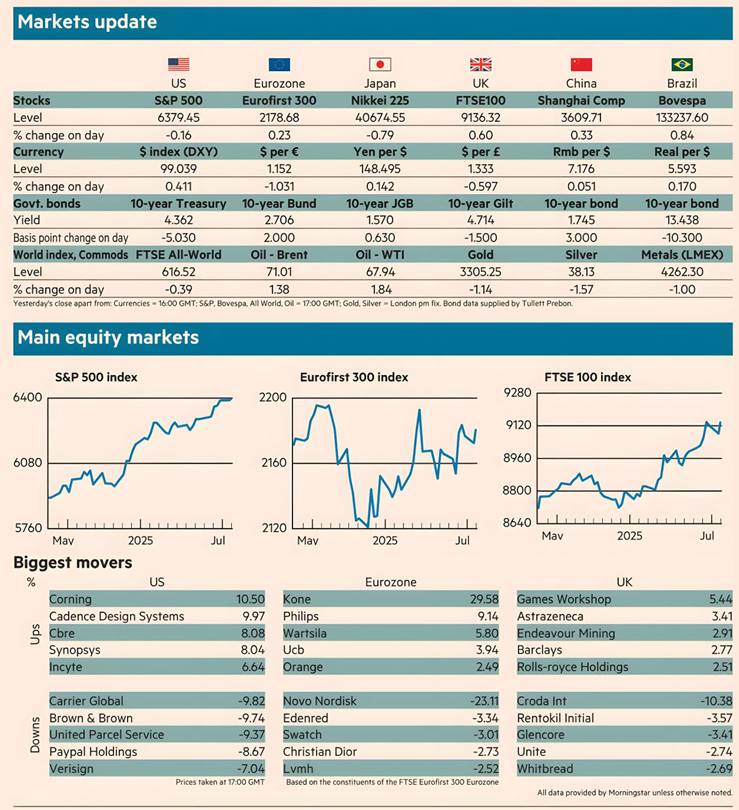 Markets update
US Eurozone Japan UK China Brazil
Stocks S&P 500 Eurofirst 300 Nikkei 225 FTSE100 Shanghai Comp Bovespa
Level 6379.45 2178.68 40674.55 9136.32 3609.71 133237.60
% change on day -0.16 0.23 -0.79 0.60 0.33 0.84
Currency $ index (DXY) $ per € Yen per $ $ per £ Rmb per $ Real per $
Level 99.039 1.152 148.495 1.333 7.176 5.593
% change on day 0.411 -1.031 0.142 -0.597 0.051 0.170
Govt. bonds 10-year Treasury 10-year Bund 10-year JGB 10-year Gilt 10-year bond 10-year bond
Yield 4.362 2.706 1.570 4.714 1.745 13.438
Basis point change on day -5.030 2.000 0.630 -1.500 3.000 -10.300
World index, Commods FTSE All-World Oil - Brent Oil - WTI Gold Silver Metals (LMEX)
Level 616.52 71.01 67.94 3305.25 38.13 4262.30
% change on day -0.39 1.38 1.84 -1.14 -1.57 -1.00
Yesterday's close apart from: Currencies = 16:00 GMT; S&P, Bovespa, All World, Oil = 17:00 GMT; Gold, Silver = London pm fix. Bond data supplied by Tullett Prebon.
Main equity markets
S&P 500 index
6400
6080
5760
May 2025 Jul
Eurofirst 300 index
2200
2160
2120
May 2025 Jul
FTSE 100 index
9280
9120
8960
8800
8640
May 2025 Jul
Biggest movers
% US Eurozone UK
Ups
Corning 10.50 Kone 29.58 Games Workshop 5.44
Cadence Design Systems 9.97 Philips 9.14 Astrazeneca 3.41
Cbre 8.08 Wartsila 5.80 Endeavour Mining 2.91
Synopsys 8.04 Ucb 3.94 Barclays 2.77
Incyte 6.64 Orange 2.49 Rolls-royce Holdings 2.51
Downs
Carrier Global -9.82 Novo Nordisk -23.11 Croda Int -10.38
Brown & Brown -9.74 Edenred -3.34 Rentokil Initial -3.57
United Parcel Service -9.37 Swatch -3.01 Glencore -3.41
Paypal Holdings -8.67 Christian Dior -2.73 Unite -2.74
Verisign -7.04 Lvmh -2.52 Whitbread -2.69
Prices taken at 17:00 GMT Based on the constituents of the FTSE Eurofirst 300 Eurozone
All data provided by Morningstar unless otherwise noted.